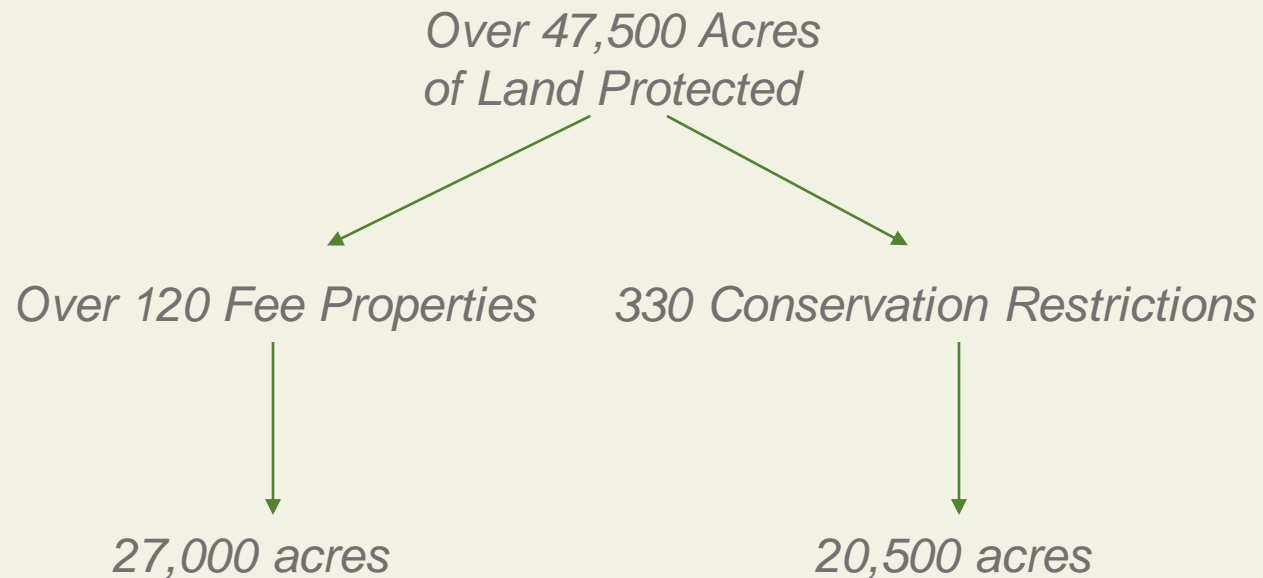 Over 47,500 Acres
of Land Protected
Over 120 Fee Properties
330 Conservation Restrictions
27,000 acres
20,500 acres